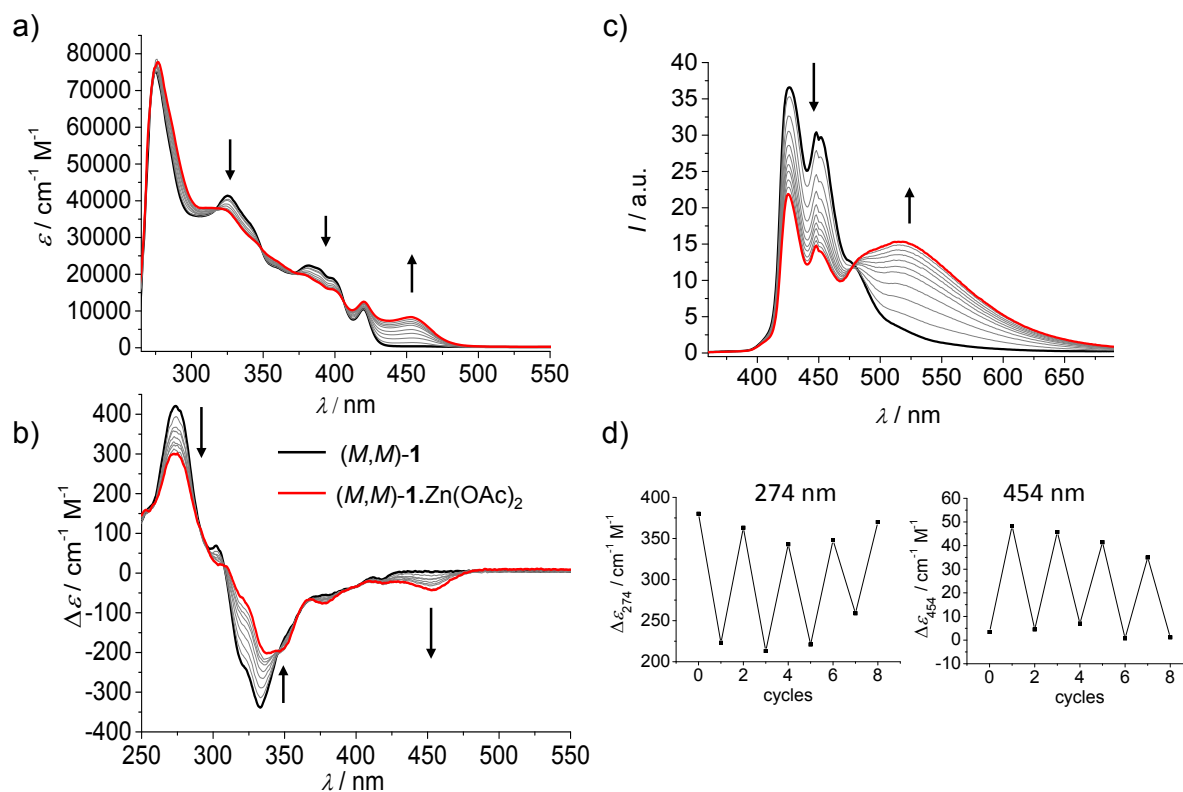 a)
80000
70000
60000
50000
40000
30000
20000
10000
0
ε / cm⁻¹ M⁻¹
300 350 400 450 500 550
λ / nm
b)
400
300
200
100
0
-100
-200
-300
-400
Δε / cm⁻¹ M⁻¹
(M,M)-1
(M,M)-1.Zn(OAc)₂
250 300 350 400 450 500 550
λ / nm
c)
40
35
30
25
20
15
10
5
0
I / a.u.
400 450 500 550 600 650
λ / nm
d)
274 nm
400
350
300
250
200
Δε₂₇₄ / cm⁻¹ M⁻¹
0 2 4 6 8
cycles
454 nm
60
50
40
30
20
10
0
-10
Δε₄₅₄ / cm⁻¹ M⁻¹
0 2 4 6 8
cycles